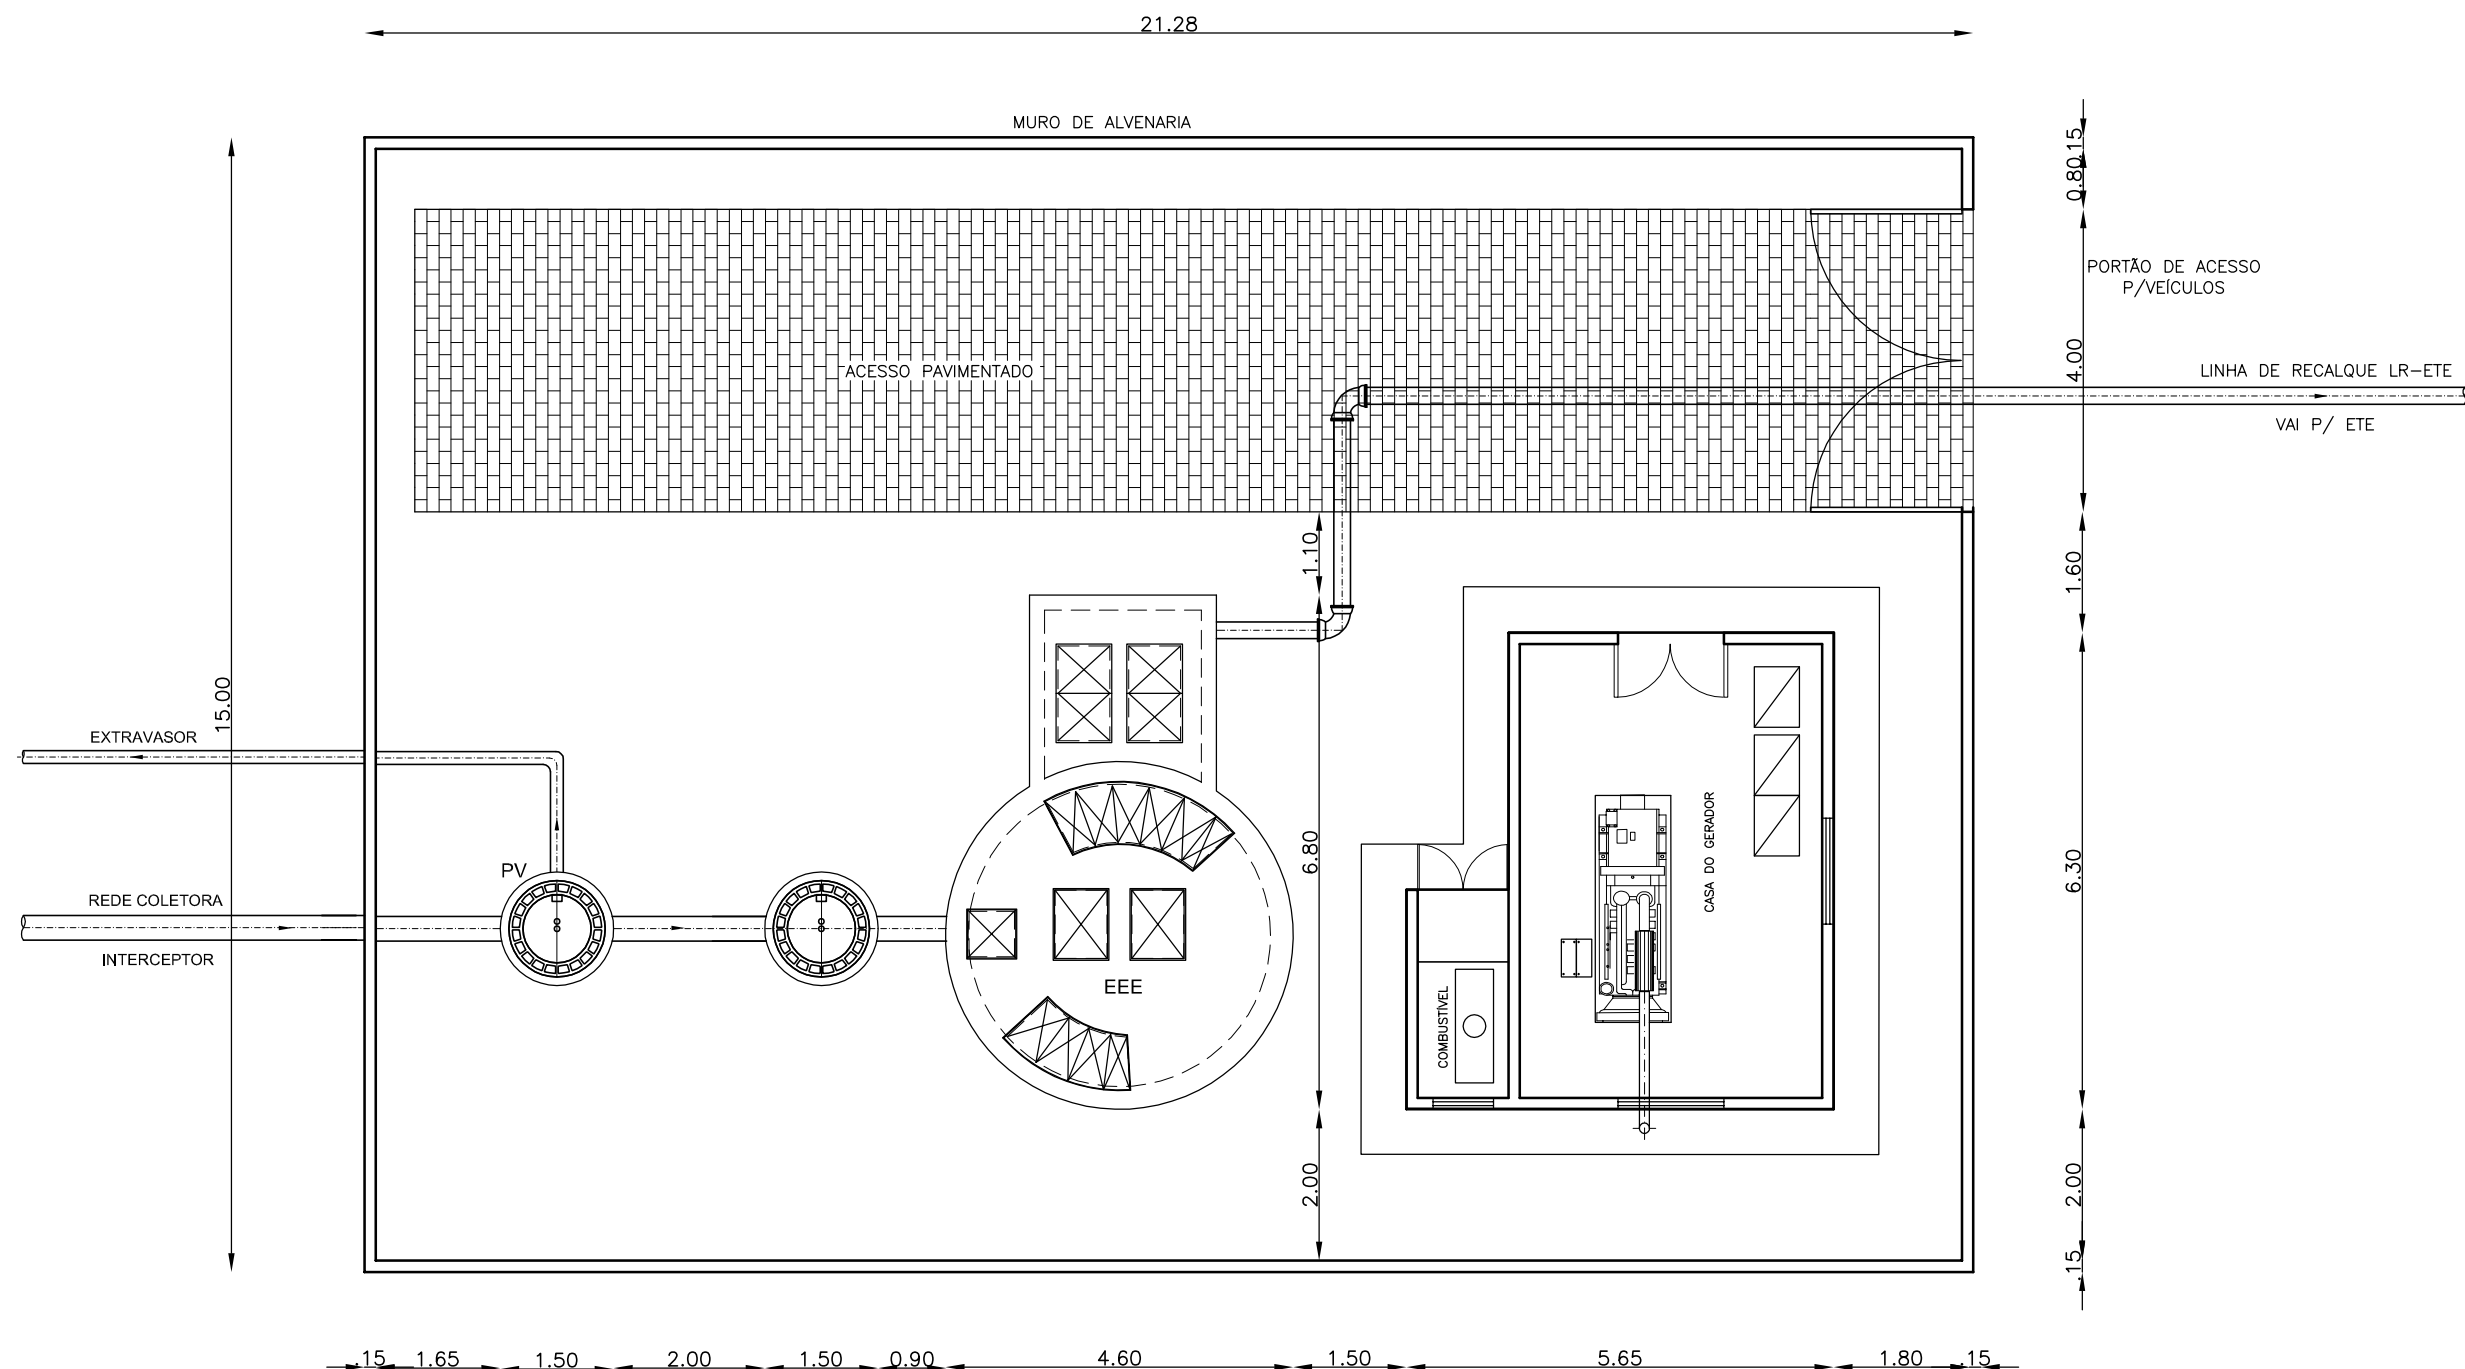 21.28
MURO DE ALVENARIA
.15
0.80
PORTÃO DE ACESSO
P/VEÍCULOS
4.00
ACESSO PAVIMENTADO
LINHA DE RECALQUE LR-ETE
VAI P/ ETE
1.10
1.60
15.00
EXTRAVASOR
PV
REDE COLETORA
INTERCEPTOR
EEE
6.80
CASA DO GERADOR
COMBUSTÍVEL
6.30
2.00
2.00
.15
.15 1.65 1.50 2.00 1.50 0.90 4.60 1.50 5.65 1.80 .15